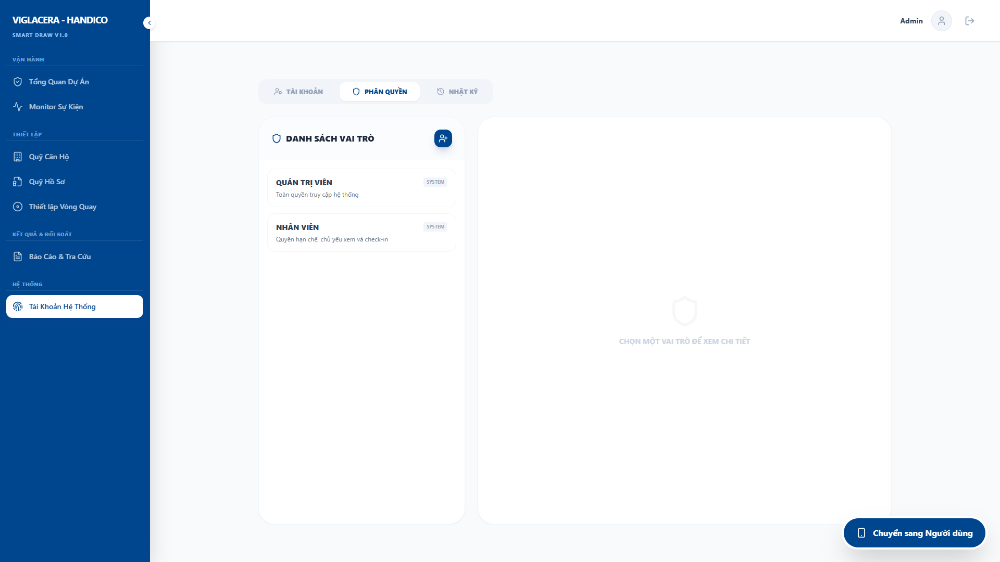 VIGLACERA - HANDICO
SMART DRAW V1.0
VẬN HÀNH
Tổng Quan Dự Án
Monitor Sự Kiện
THIẾT LẬP
Quỹ Căn Hộ
Quỹ Hồ Sơ
Thiết lập Vòng Quay
KẾT QUẢ & ĐỐI SOÁT
Báo Cáo & Tra Cứu
HỆ THỐNG
Tài Khoản Hệ Thống
Admin
TÀI KHOẢN
PHÂN QUYỀN
NHẬT KÝ
DANH SÁCH VAI TRÒ
QUẢN TRỊ VIÊN
SYSTEM
Toàn quyền truy cập hệ thống
NHÂN VIÊN
SYSTEM
Quyền hạn chế, chủ yếu xem và check-in
CHỌN MỘT VAI TRÒ ĐỂ XEM CHI TIẾT
Chuyển sang Người dùng